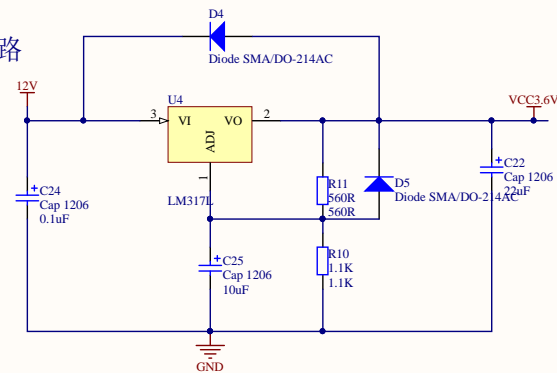 D4
路
Diode SMA/DO-214AC
12V
U4
VCC3.6V
3
VI
VO
2
ADJ
1
LM317L
C24
Cap 1206
0.1uF
R11
560R
560R
D5
Diode SMA/DO-214AC
C22
Cap 1206
22uF
C25
Cap 1206
10uF
R10
1.1K
1.1K
GND